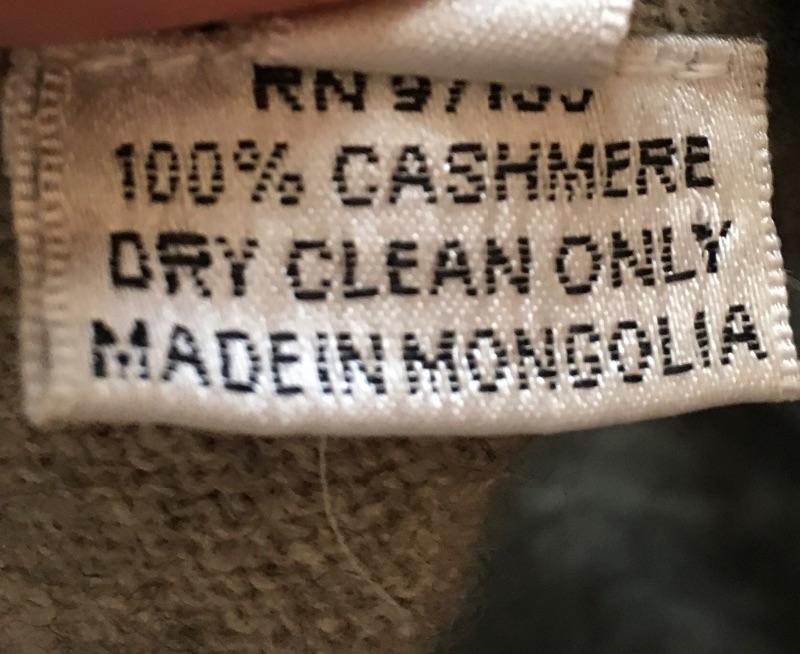 RN
100% CASHMERE
DRY CLEAN ONLY
MADE IN MONGOLIA